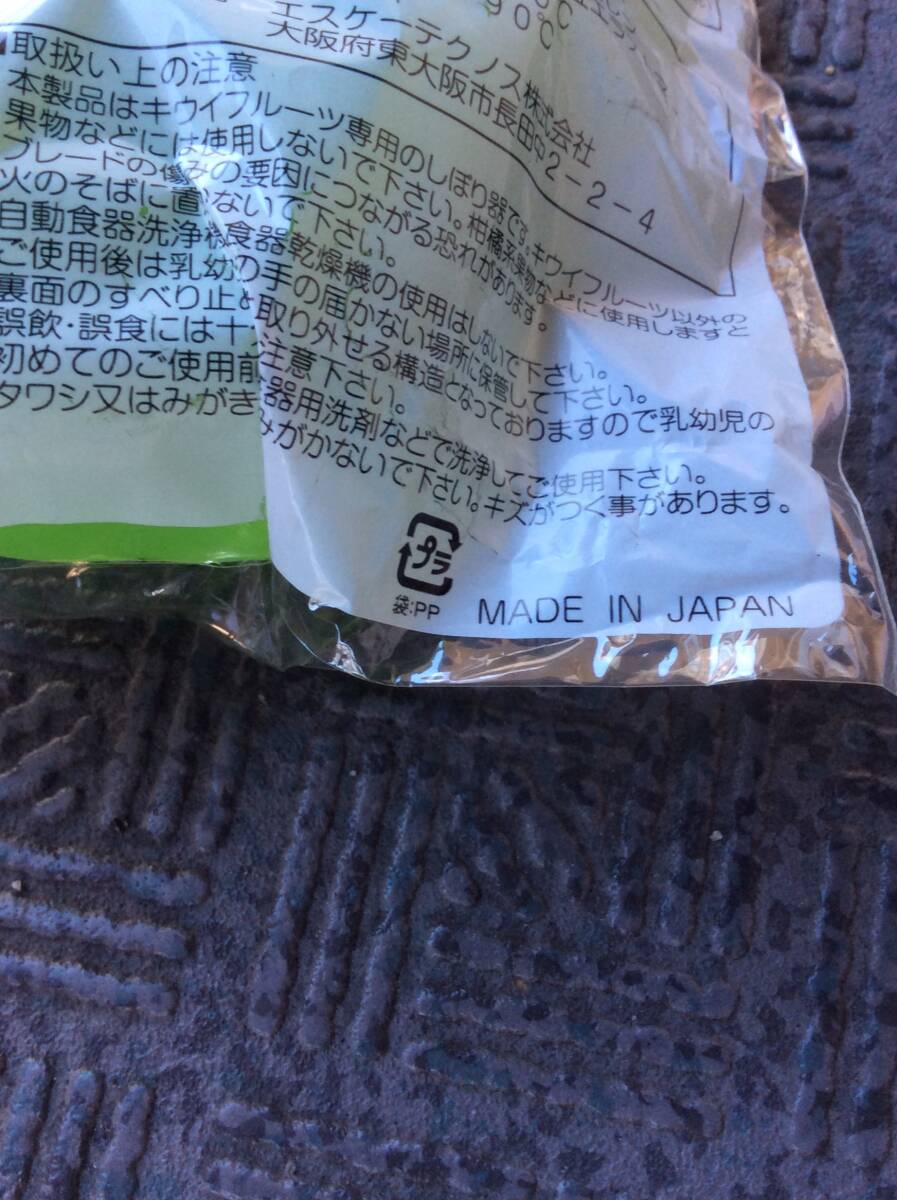 ℃
90℃
エスケーテクノス株式会社
大阪府東大阪市長田中2-2-4
取扱い上の注意
本製品はキウイフルーツ専用のしぼり器です。キウイフルーツ以外の
果物などには使用しないで下さい。柑橘系果物などに使用しますと
ブレードの傷みの要因につながる恐れがあります。
火のそばに置かないで下さい。
自動食器洗浄機食器乾燥機の使用はしないで下さい。
ご使用後は乳幼の手の届かない場所に保管して下さい。
裏面のすべり止と取り外せる構造となっておりますので乳幼児の
誤飲・誤食には十注意下さい。
初めてのご使用前器用洗剤などで洗浄してご使用下さい。
タワシ又はみがきみがかないで下さい。キズがつく事があります。
プラ
袋:PP
MADE IN JAPAN